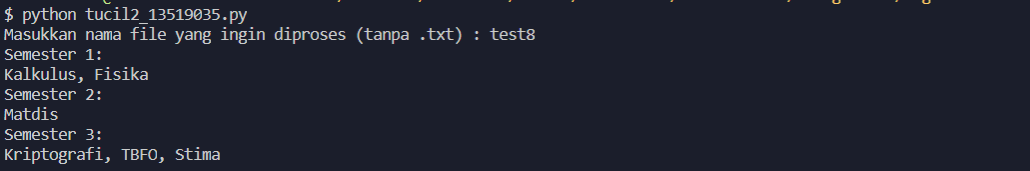 $ python tucil2_13519035.py
Masukkan nama file yang ingin diproses (tanpa .txt) : test8
Semester 1:
Kalkulus, Fisika
Semester 2:
Matdis
Semester 3:
Kriptografi, TBFO, Stima